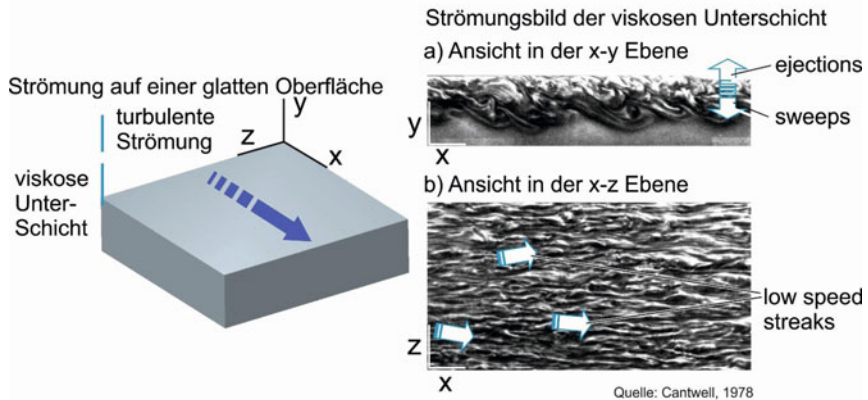 Strömungsbild der viskosen Unterschicht
a) Ansicht in der x-y Ebene
ejections
sweeps
y
x
Strömung auf einer glatten Oberfläche
turbulente
Strömung
viskose
Unter-
Schicht
z
y
x
b) Ansicht in der x-z Ebene
low speed
streaks
z
x
Quelle: Cantwell, 1978